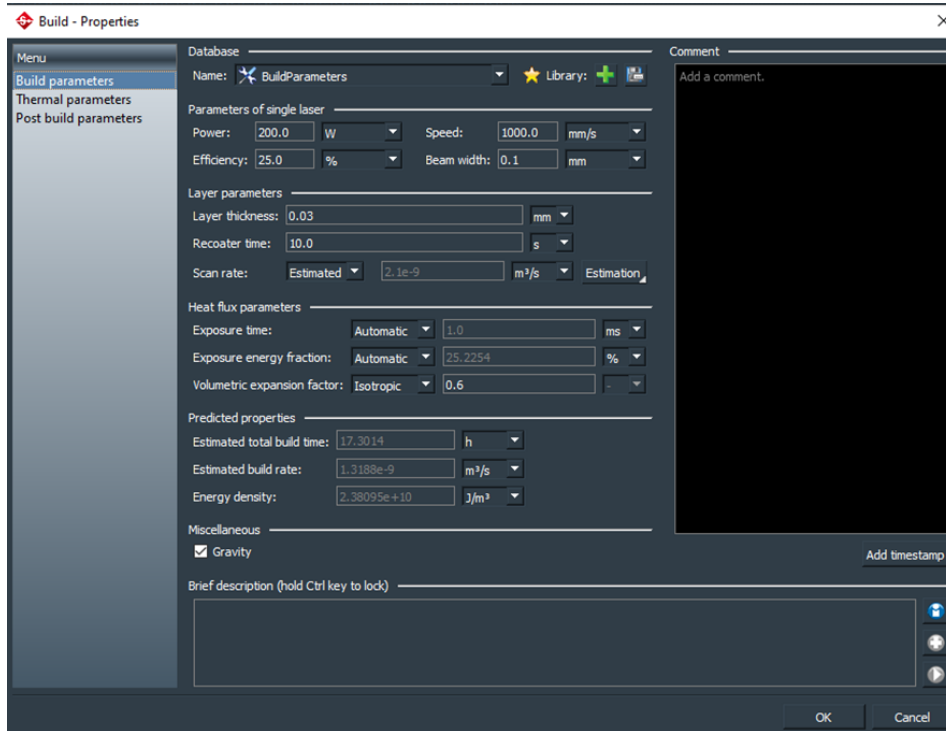 Build - Properties
Menu
Build parameters
Thermal parameters
Post build parameters
Database
Name: BuildParameters Library:
Parameters of single laser
Power: 200.0 W Speed: 1000.0 mm/s
Efficiency: 25.0 % Beam width: 0.1 mm
Layer parameters
Layer thickness: 0.03 mm
Recoater time: 10.0 s
Scan rate: Estimated 2.1e-9 m³/s Estimation
Heat flux parameters
Exposure time: Automatic 1.0 ms
Exposure energy fraction: Automatic 25.2254 %
Volumetric expansion factor: Isotropic 0.6 -
Predicted properties
Estimated total build time: 17.3014 h
Estimated build rate: 1.3188e-9 m³/s
Energy density: 2.38095e+10 J/m³
Miscellaneous
Gravity
Comment
Add a comment.
Add timestamp
Brief description (hold Ctrl key to lock)
OK Cancel